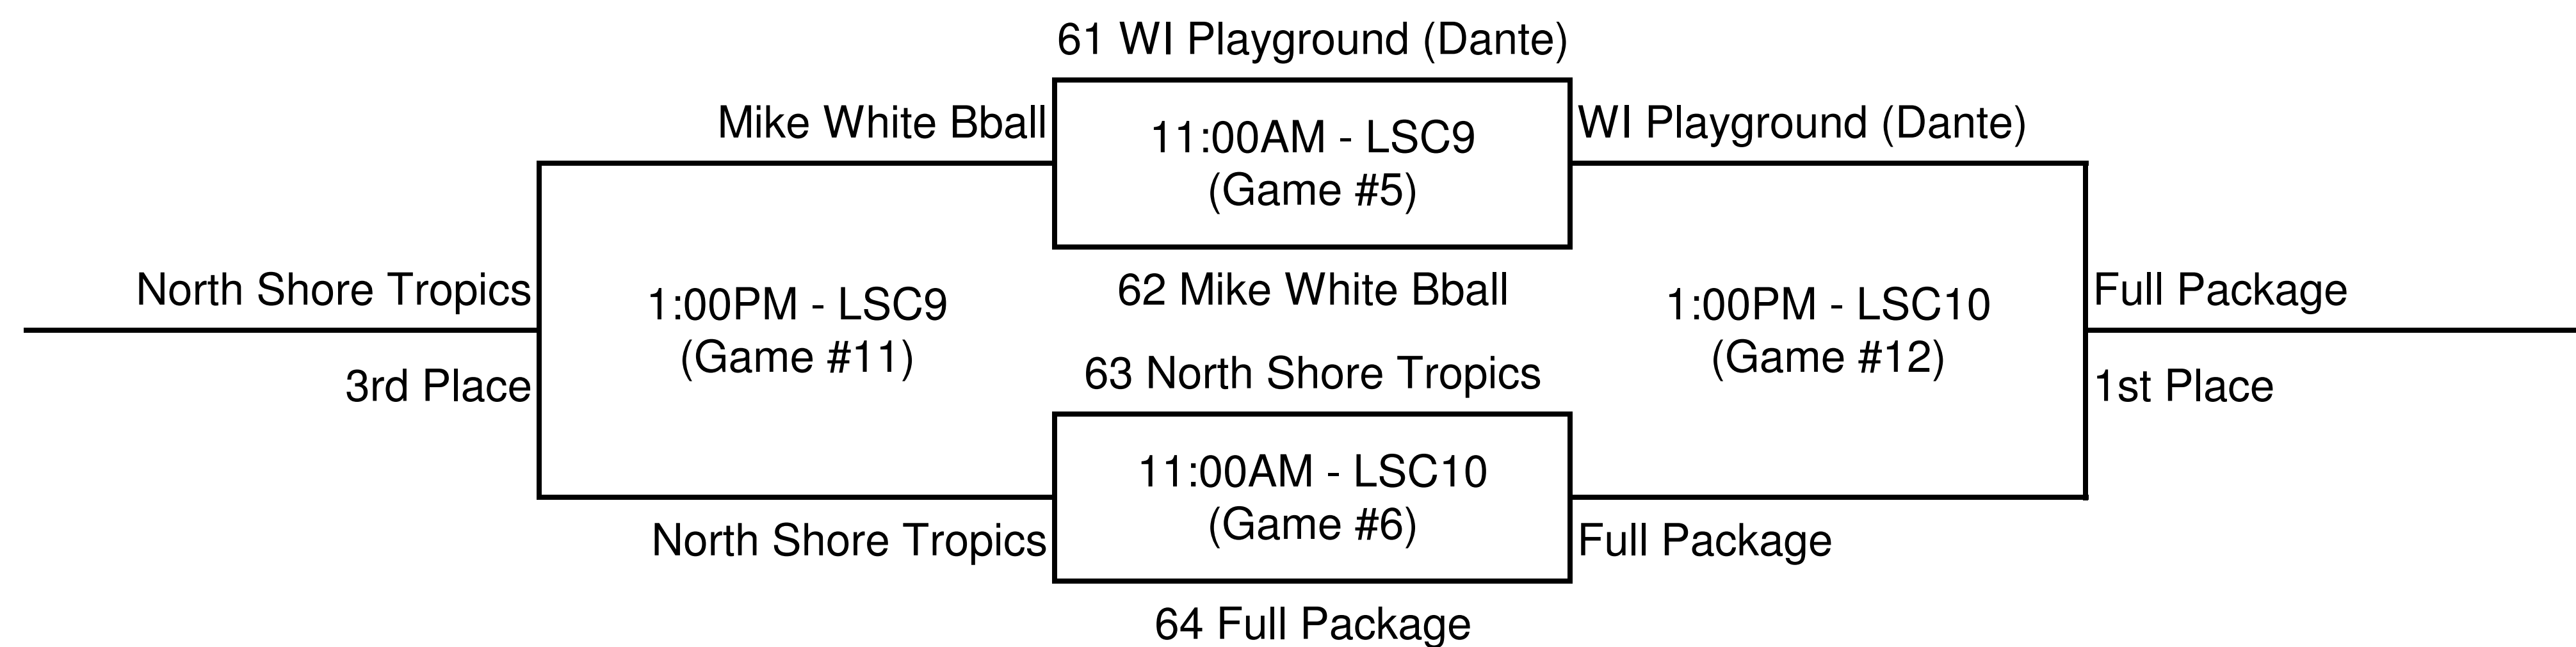 61 WI Playground (Dante)
Mike White Bball
11:00AM - LSC9
(Game #5)
WI Playground (Dante)
North Shore Tropics
3rd Place
1:00PM - LSC9
(Game #11)
62 Mike White Bball
63 North Shore Tropics
1:00PM - LSC10
(Game #12)
Full Package
1st Place
North Shore Tropics
11:00AM - LSC10
(Game #6)
Full Package
64 Full Package